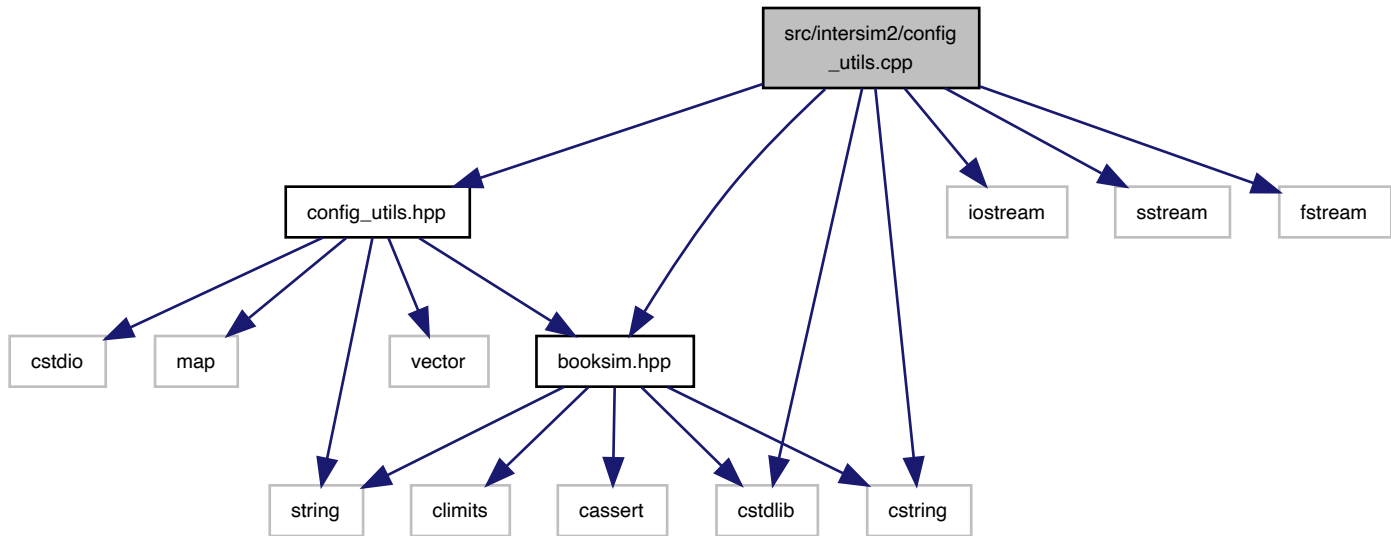 src/intersim2/config
_utils.cpp
config_utils.hpp
iostream
sstream
fstream
cstdio
map
vector
booksim.hpp
string
climits
cassert
cstdlib
cstring